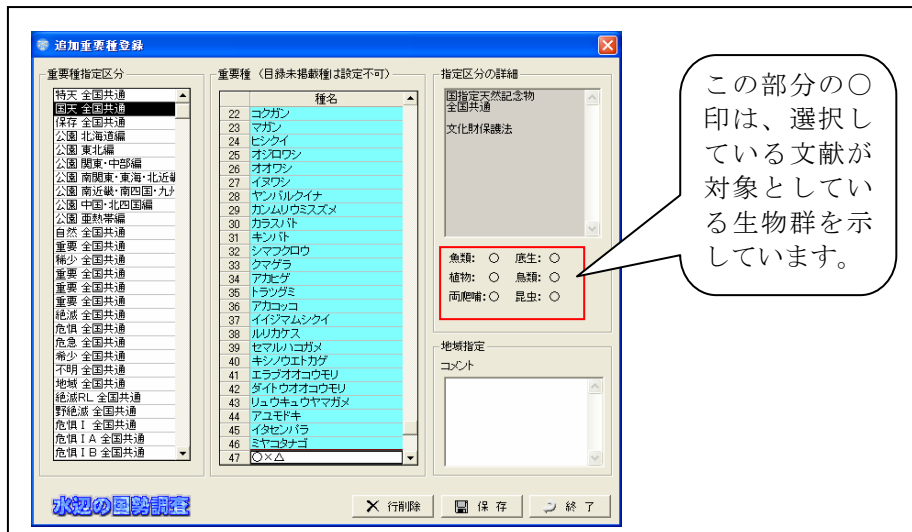 追加重要種登録
重要種指定区分
特天 全国共通
国天 全国共通
保存 全国共通
公園 北海道編
公園 東北編
公園 関東・中部編
公園 南関東・東海・北近畿
公園 南近畿・南四国・九州
公園 中国・北四国編
公園 亜熱帯編
自然 全国共通
重要 全国共通
稀少 全国共通
重要 全国共通
重要 全国共通
重要 全国共通
絶滅 全国共通
危惧 全国共通
危急 全国共通
希少 全国共通
不明 全国共通
地域 全国共通
絶滅RL 全国共通
野絶滅 全国共通
危惧Ⅰ 全国共通
危惧ⅠA 全国共通
危惧ⅠB 全国共通
重要種 (目録未掲載種は設定不可)
種名
22 コクガン
23 マガン
24 ヒシクイ
25 オジロワシ
26 オオワシ
27 イヌワシ
28 ヤンバルクイナ
29 カンムリウミスズメ
30 カラスバト
31 キンバト
32 シマフクロウ
33 クマゲラ
34 アカヒゲ
35 トラツグミ
36 アカコッコ
37 イイジマムシクイ
38 ルリカケス
39 セマルハコガメ
40 キシノウエトカゲ
41 エラブオオコウモリ
42 ダイトウオオコウモリ
43 リュウキュウヤマガメ
44 アユモドキ
45 イタセンパラ
46 ミヤコタナゴ
47 ○×△
指定区分の詳細
国指定天然記念物
全国共通
文化財保護法
魚類: ○ 底生: ○
植物: ○ 鳥類: ○
両爬哺: ○ 昆虫: ○
地域指定
コメント
この部分の○
印は、選択し
ている文献が
対象としてい
る生物群を示
しています。
水辺の国勢調査
行削除
保 存
終 了